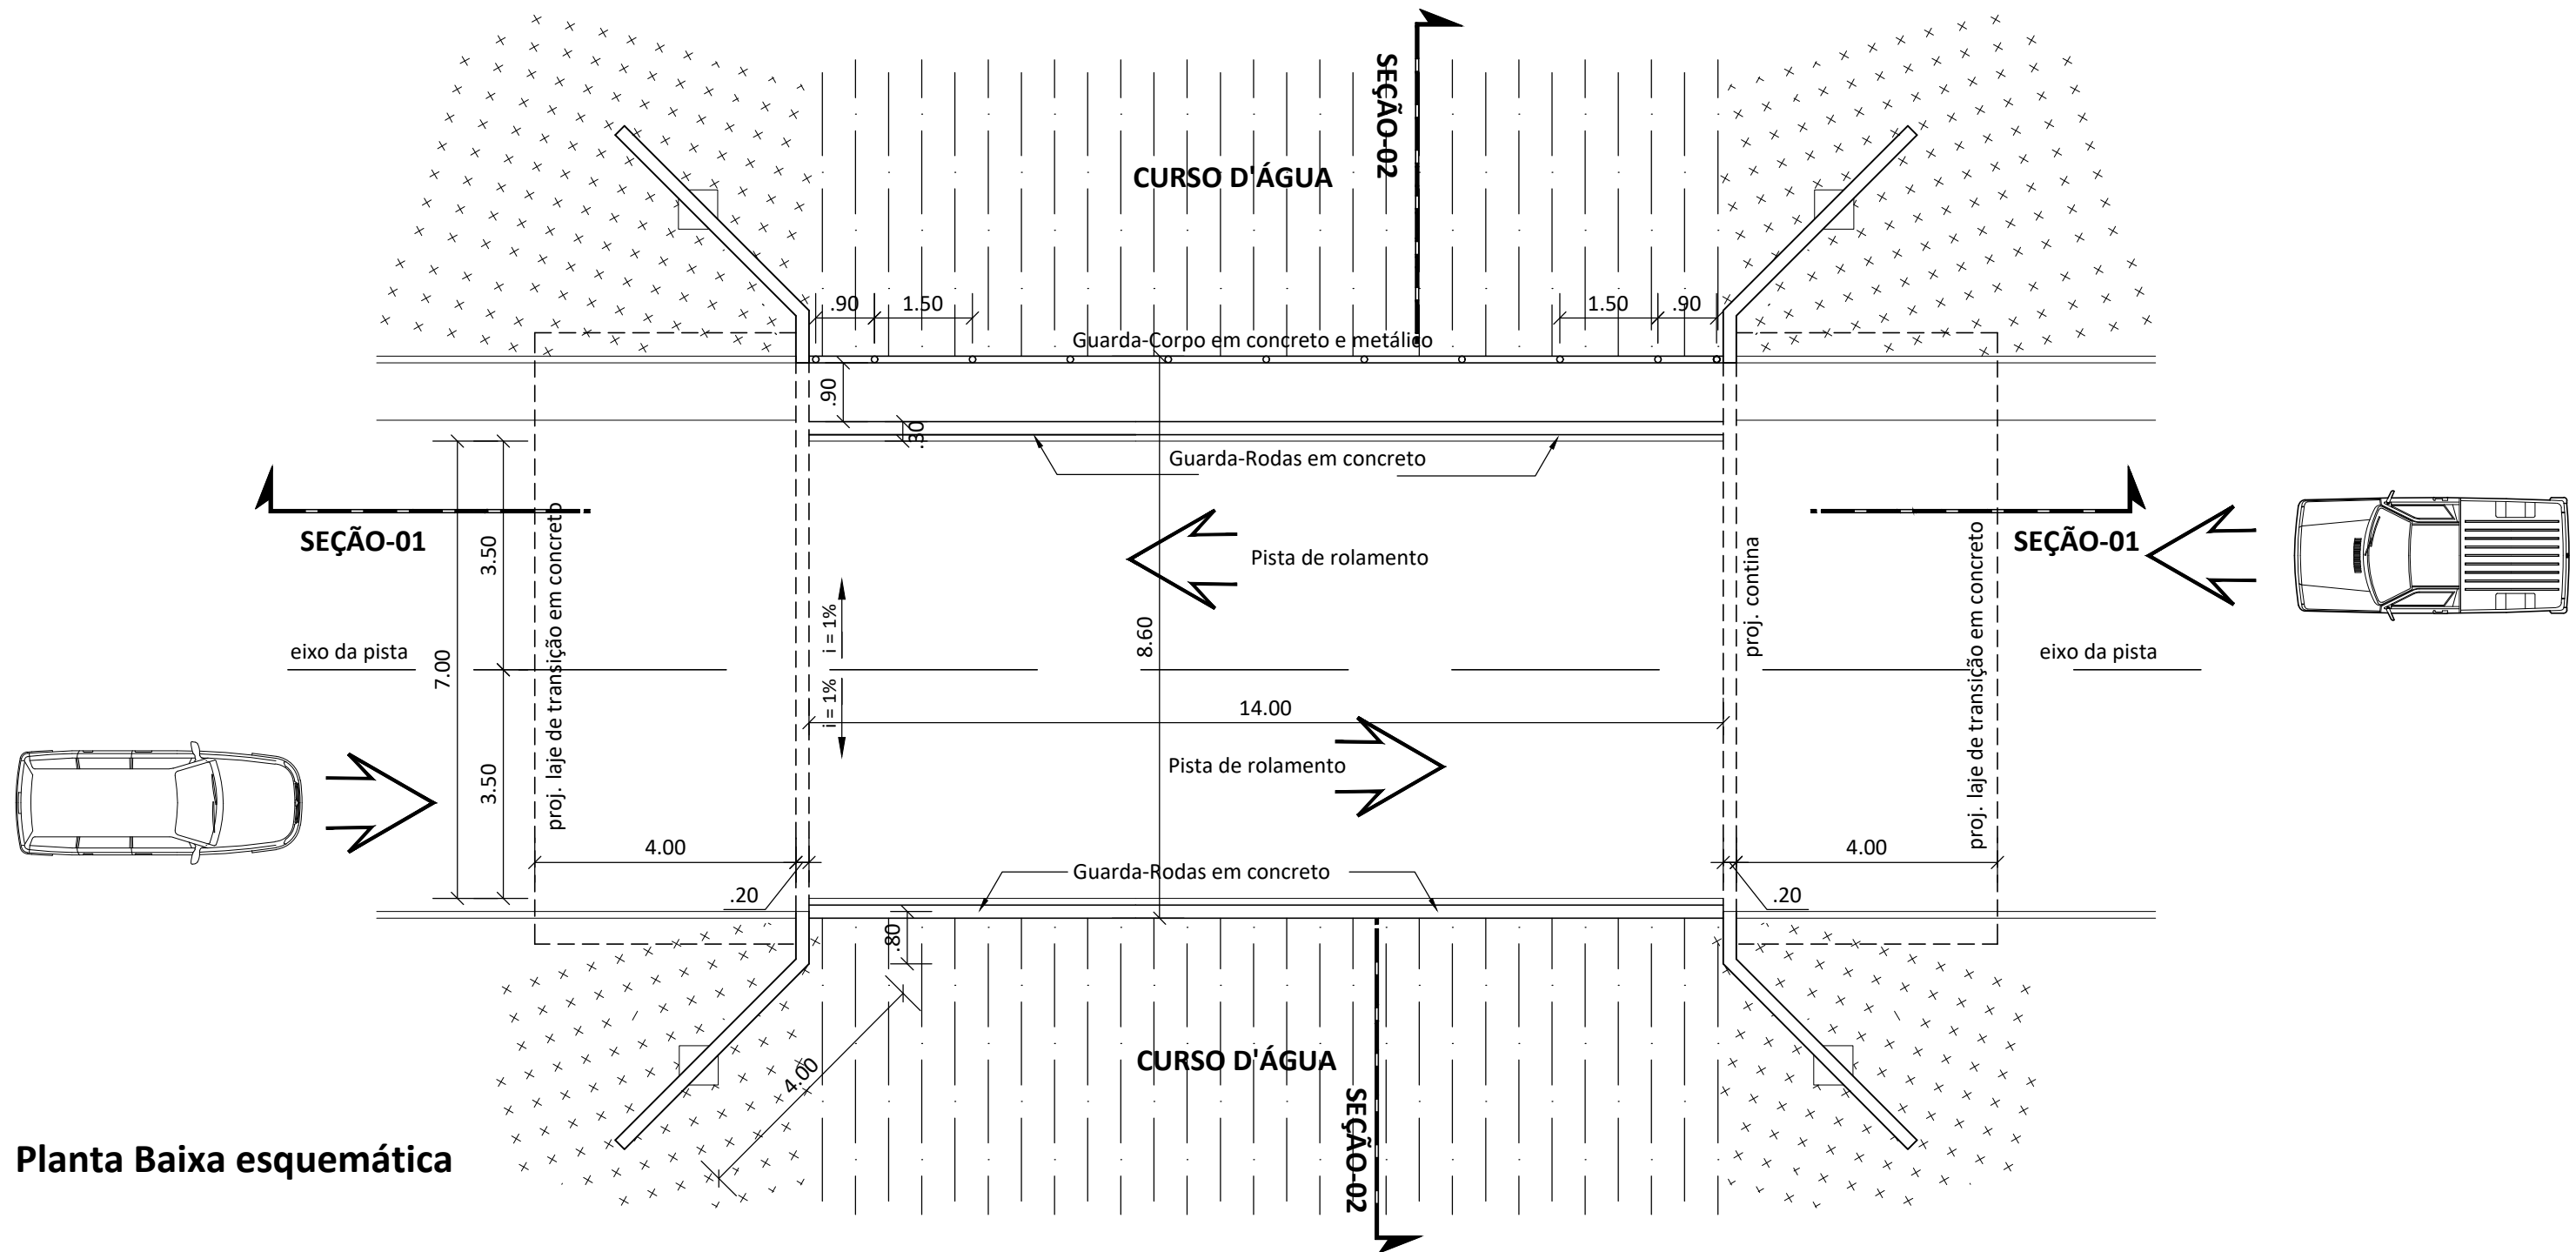 SEÇÃO-02
CURSO D'ÁGUA
.90
1.50
1.50
.90
Guarda-Corpo em concreto e metálico
.90
.30
Guarda-Rodas em concreto
SEÇÃO-01
SEÇÃO-01
3.50
proj. laje de transição em concreto
Pista de rolamento
proj. contina
proj. laje de transição em concreto
i = 1%
8.60
eixo da pista
eixo da pista
7.00
i = 1%
14.00
3.50
Pista de rolamento
4.00
4.00
Guarda-Rodas em concreto
.20
.20
.80
CURSO D'ÁGUA
4.00
SEÇÃO-02
Planta Baixa esquemática